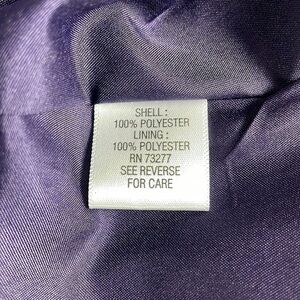 SHELL :
100% POLYESTER
LINING :
100% POLYESTER
RN 73277
SEE REVERSE
FOR CARE